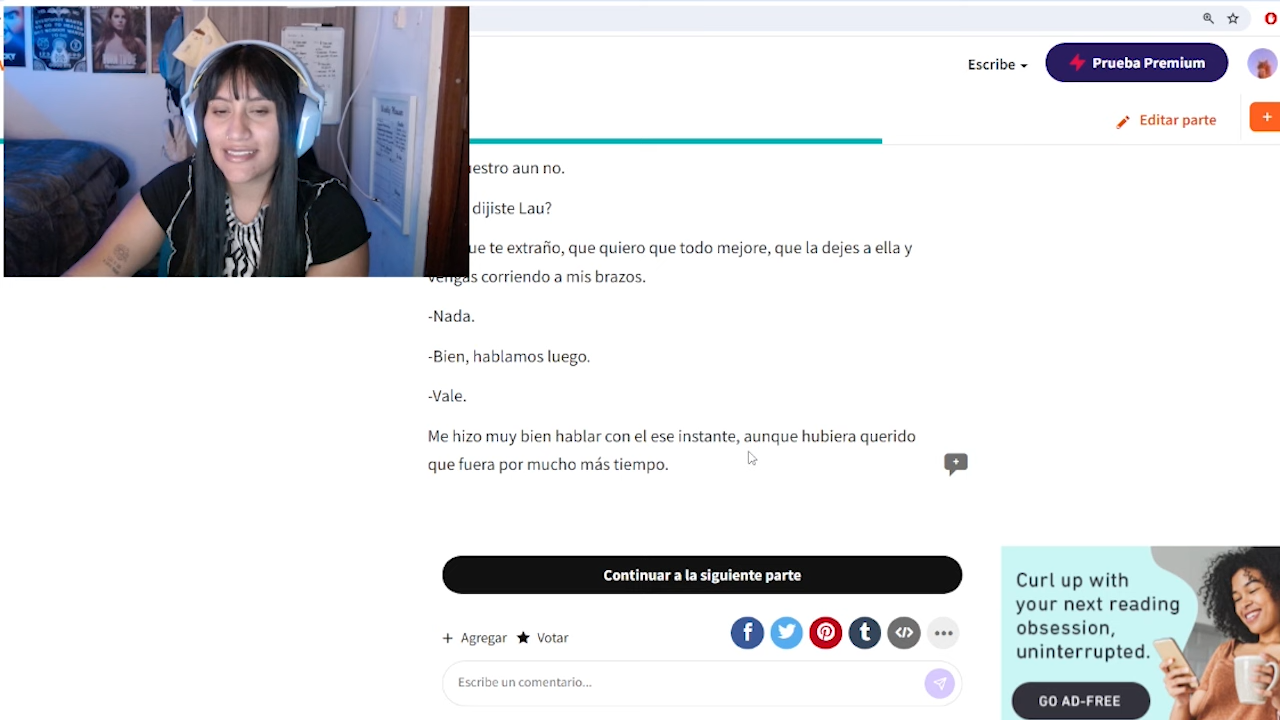 Escribe
Prueba Premium
Editar parte
+
aun no.
dijiste Lau?
te extraño, que quiero que todo mejore, que la dejes a ella y
vengas corriendo a mis brazos.
-Nada.
-Bien, hablamos luego.
-Vale.
Me hizo muy bien hablar con el ese instante, aunque hubiera querido
que fuera por mucho más tiempo.
Continuar a la siguiente parte
+ Agregar ★ Votar
Escribe un comentario...
Curl up with
your next reading
obsession,
uninterrupted.
GO AD-FREE